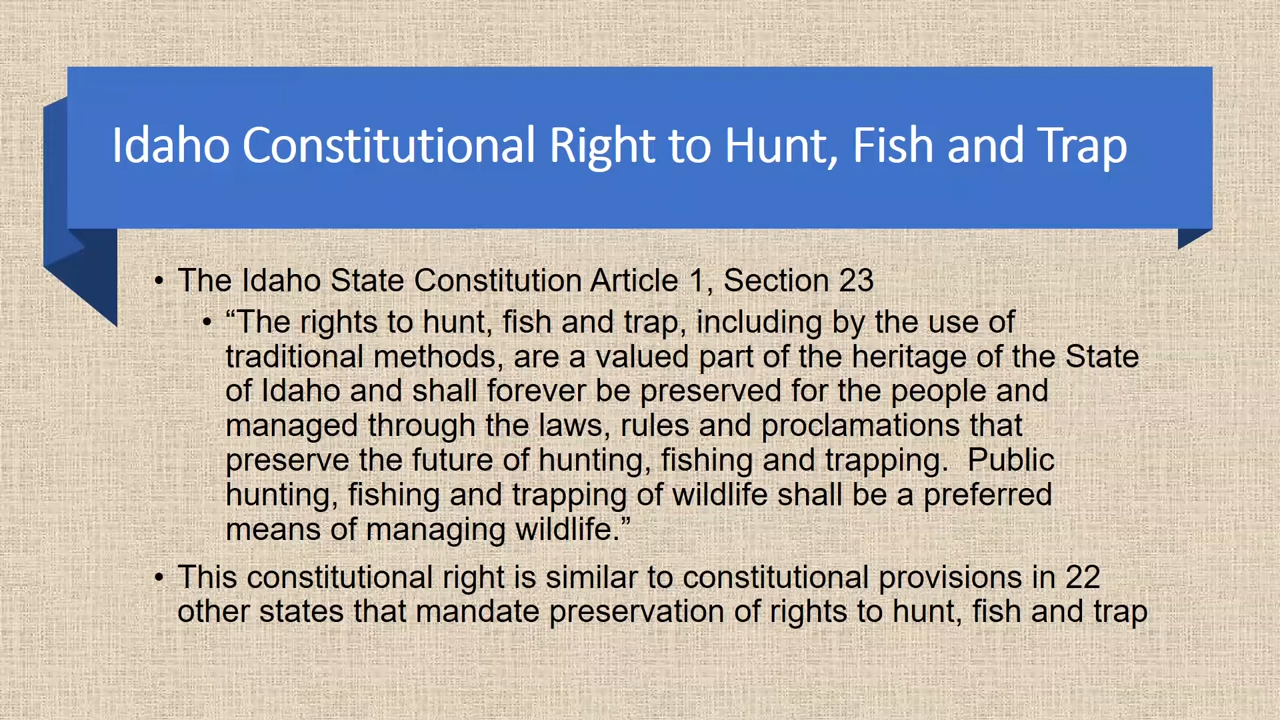 Idaho Constitutional Right to Hunt, Fish and Trap
• The Idaho State Constitution Article 1, Section 23
• “The rights to hunt, fish and trap, including by the use of
traditional methods, are a valued part of the heritage of the State
of Idaho and shall forever be preserved for the people and
managed through the laws, rules and proclamations that
preserve the future of hunting, fishing and trapping.  Public
hunting, fishing and trapping of wildlife shall be a preferred
means of managing wildlife.”
• This constitutional right is similar to constitutional provisions in 22
other states that mandate preservation of rights to hunt, fish and trap